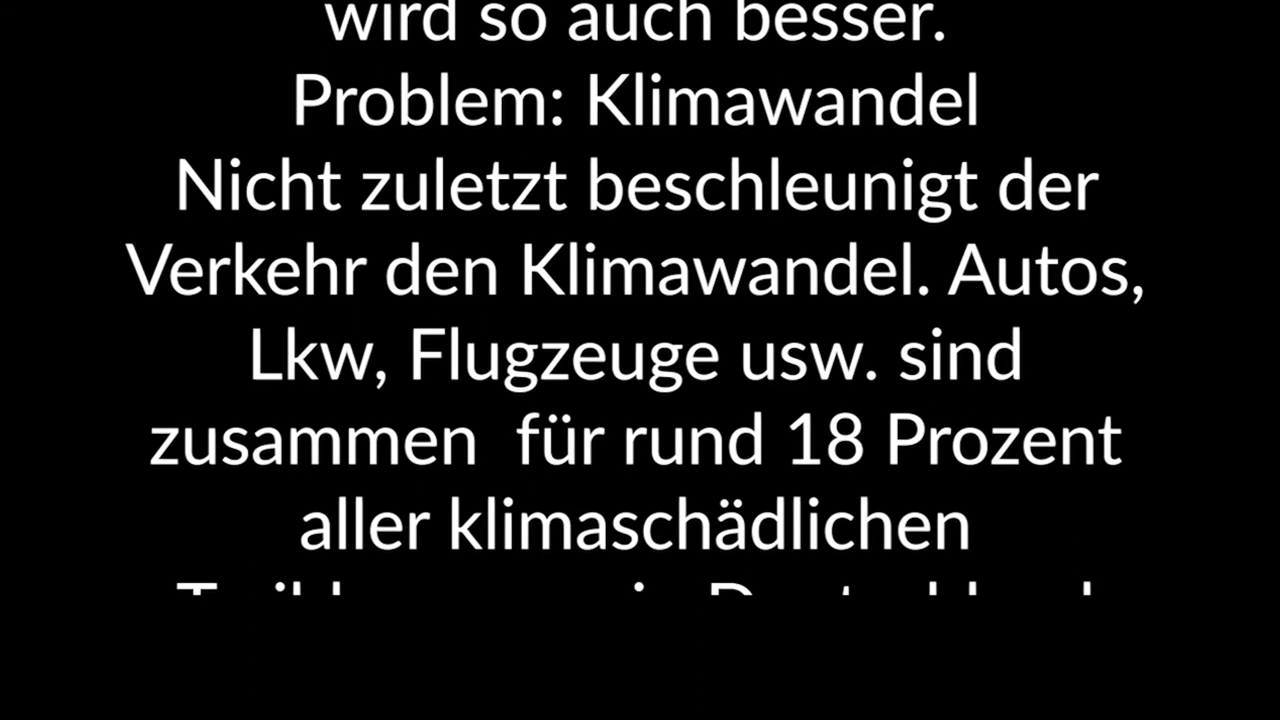 wird so auch besser.
Problem: Klimawandel
Nicht zuletzt beschleunigt der
Verkehr den Klimawandel. Autos,
Lkw, Flugzeuge usw. sind
zusammen  für rund 18 Prozent
aller klimaschädlichen